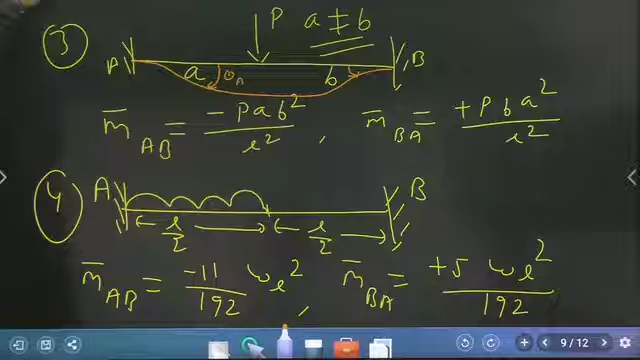 3 P a ≠ b
A a θA b B
m̄AB = -Pab²/l² , m̄BA = +Pba²/l²
4 A B
l/2 l/2
m̄AB = -11/192 wl² , m̄BA = +5 wl²/192
9 / 12